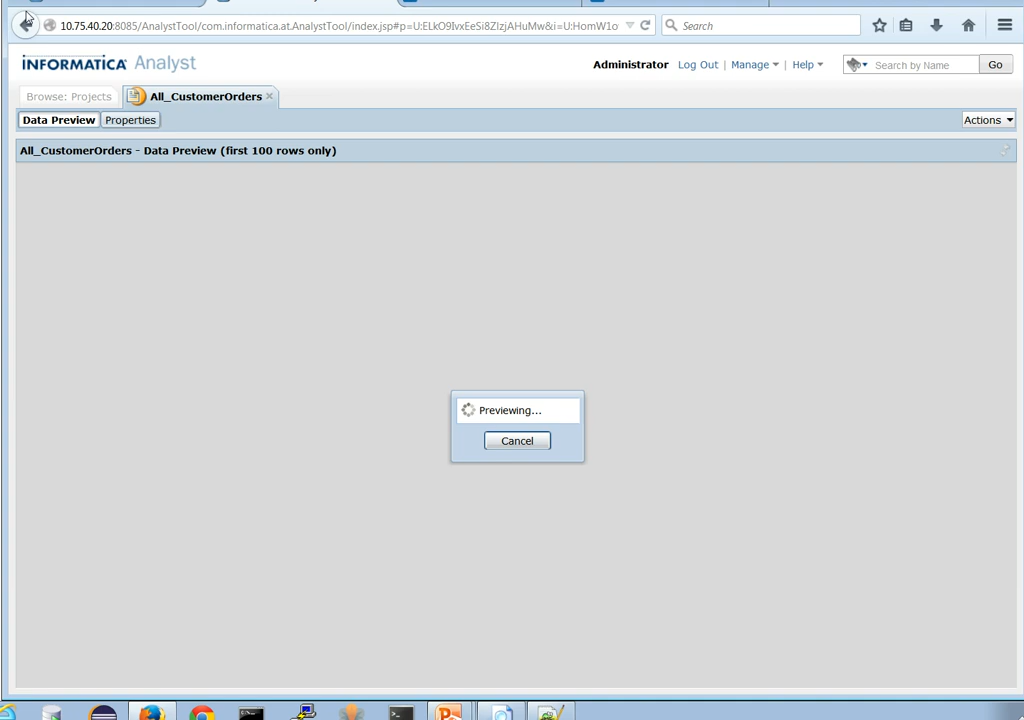 10.75.40.20:8085/AnalystTool/com.informatica.at.AnalystTool/index.jsp#p=U:ELkO9IvxEeSi8ZIzjAHuMw&i=U:HomW1o
Search
INFORMATICA Analyst
Administrator Log Out | Manage | Help
Search by Name Go
Browse: Projects All_CustomerOrders
Data Preview Properties Actions
All_CustomerOrders - Data Preview (first 100 rows only)
Previewing...
Cancel